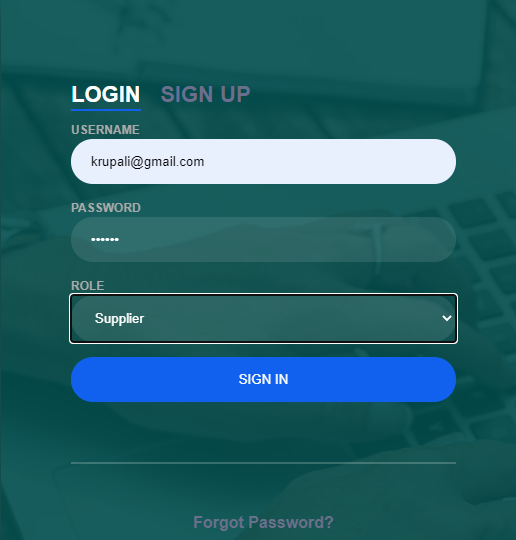 LOGIN SIGN UP
USERNAME
krupali@gmail.com
PASSWORD
••••••
ROLE
Supplier
SIGN IN
Forgot Password?